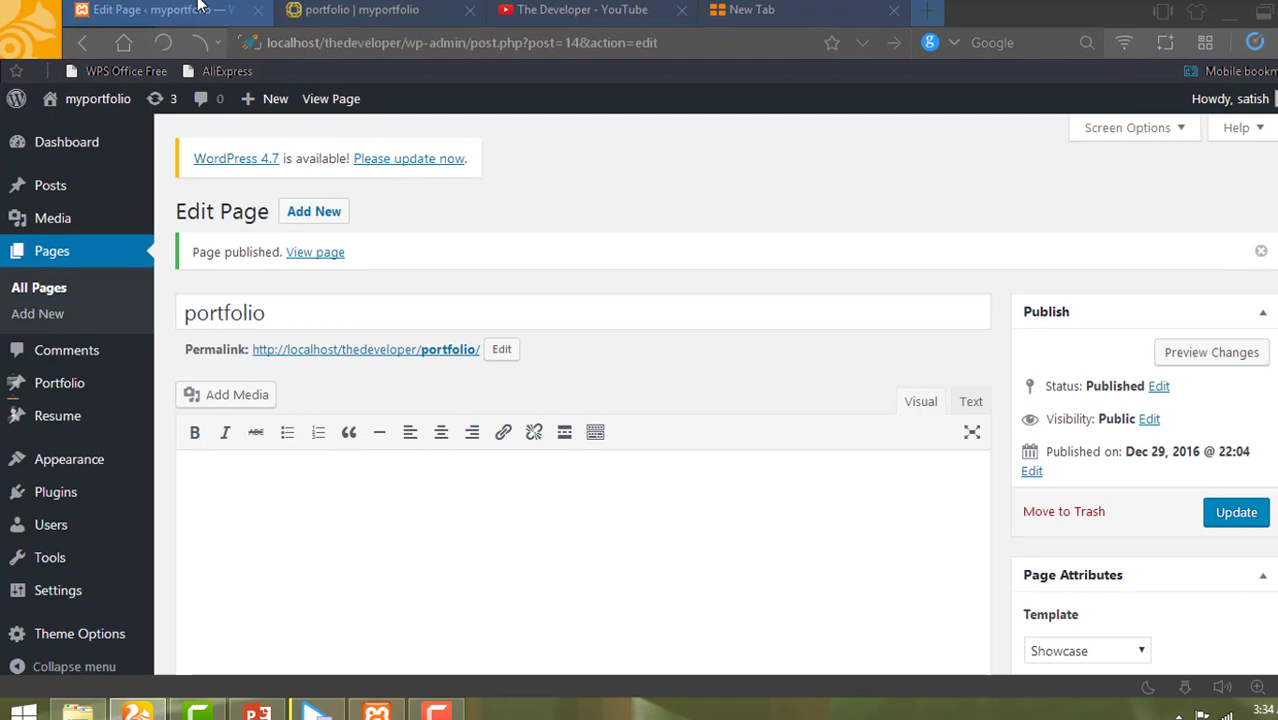 Edit Page ‹ myportfolio — W
portfolio | myportfolio
The Developer - YouTube
New Tab
localhost/thedeveloper/wp-admin/post.php?post=14&action=edit
Google
WPS Office Free
AliExpress
Mobile bookm
myportfolio
3
0
New
View Page
Howdy, satish
Dashboard
Posts
Media
Pages
All Pages
Add New
Comments
Portfolio
Resume
Appearance
Plugins
Users
Tools
Settings
Theme Options
Collapse menu
Screen Options
Help
WordPress 4.7 is available! Please update now.
Edit Page
Add New
Page published. View page
portfolio
Permalink: http://localhost/thedeveloper/portfolio/
Edit
Add Media
Visual
Text
B I ABC
Publish
Preview Changes
Status: Published Edit
Visibility: Public Edit
Published on: Dec 29, 2016 @ 22:04
Edit
Move to Trash
Update
Page Attributes
Template
Showcase
3:34